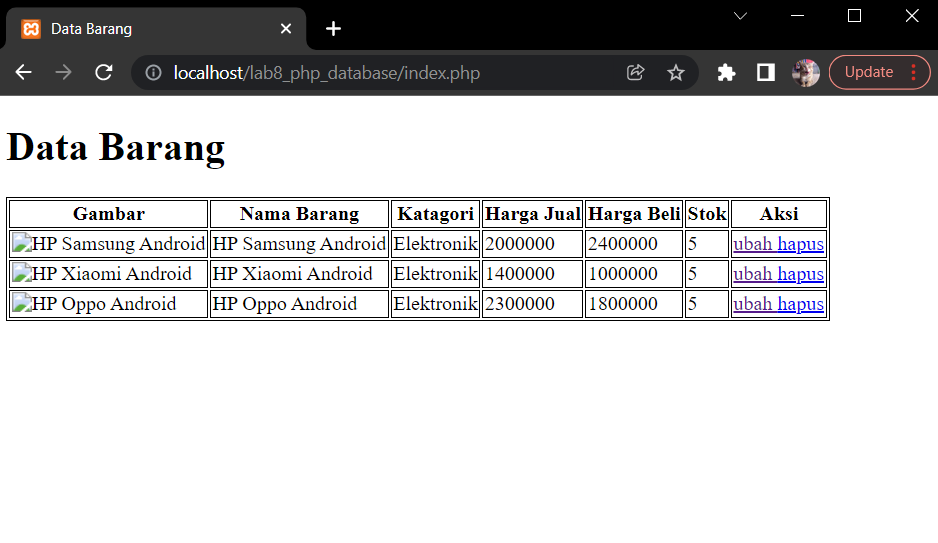 Data Barang
localhost/lab8_php_database/index.php
Update
Data Barang
Gambar Nama Barang Katagori Harga Jual Harga Beli Stok Aksi
HP Samsung Android HP Samsung Android Elektronik 2000000 2400000 5 ubah hapus
HP Xiaomi Android HP Xiaomi Android Elektronik 1400000 1000000 5 ubah hapus
HP Oppo Android HP Oppo Android Elektronik 2300000 1800000 5 ubah hapus